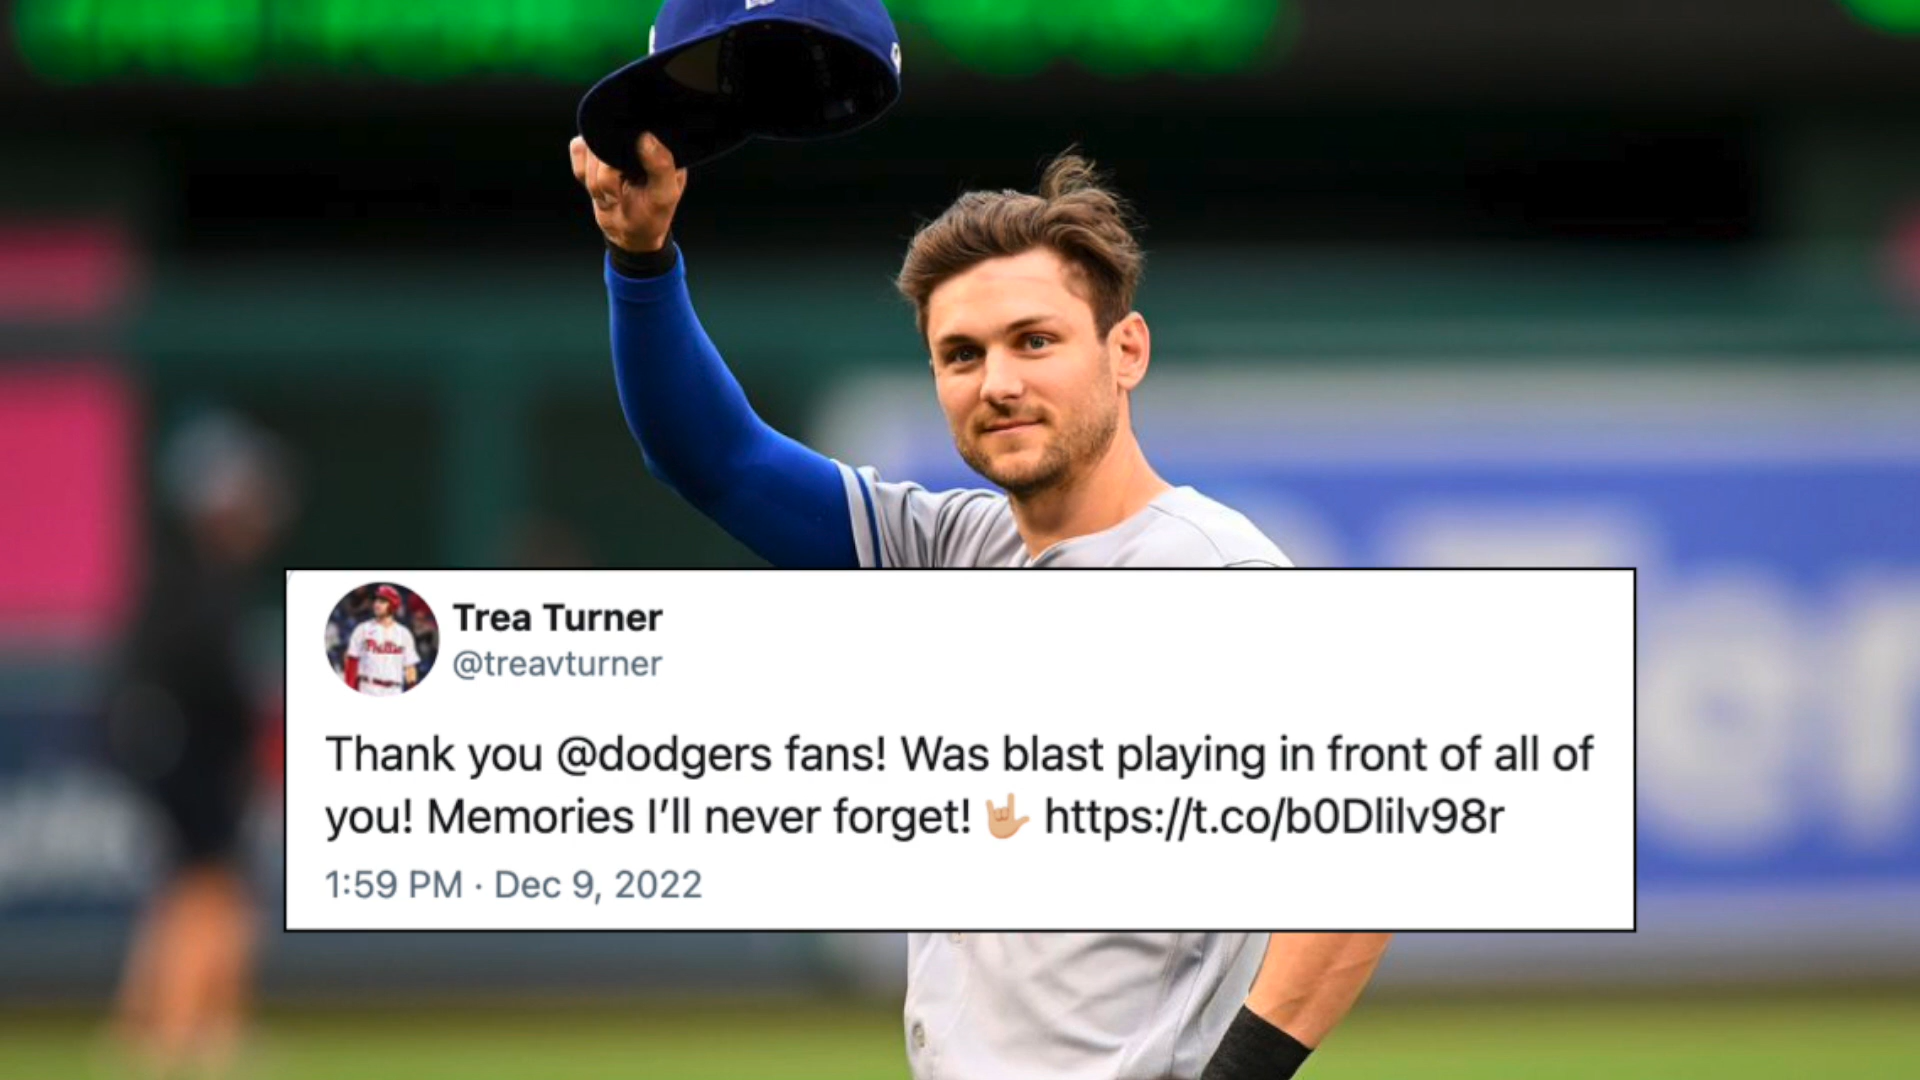 Trea Turner
@treavturner
Thank you @dodgers fans! Was blast playing in front of all of
you! Memories I’ll never forget! 🤟🏼 https://t.co/b0Dlilv98r
1:59 PM · Dec 9, 2022
Phillies